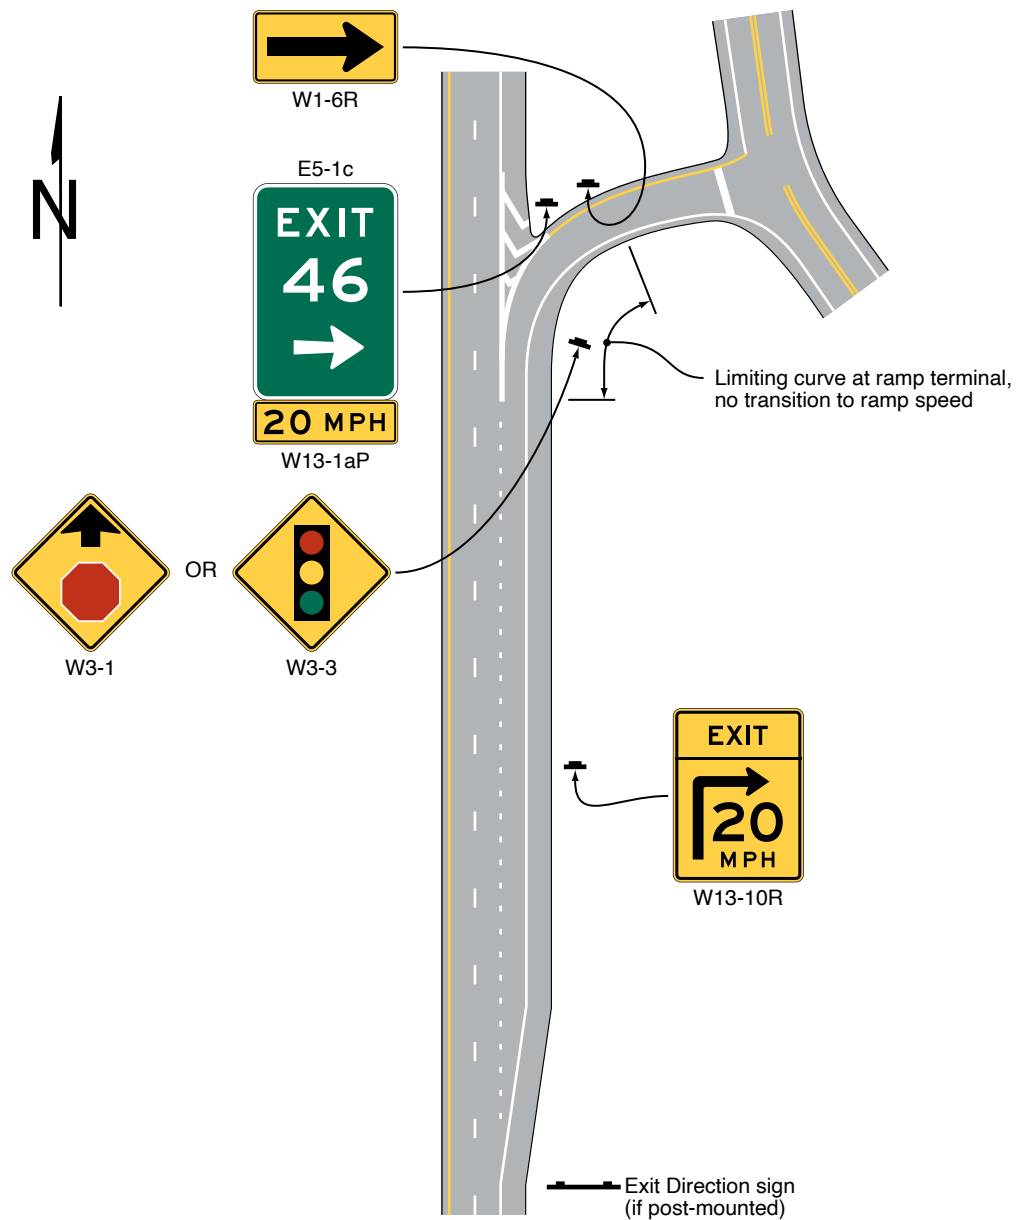 W1-6R
N
E5-1c
EXIT
46
20 MPH
W13-1aP
Limiting curve at ramp terminal,
no transition to ramp speed
OR
W3-1
W3-3
EXIT
20
MPH
W13-10R
Exit Direction sign
(if post-mounted)